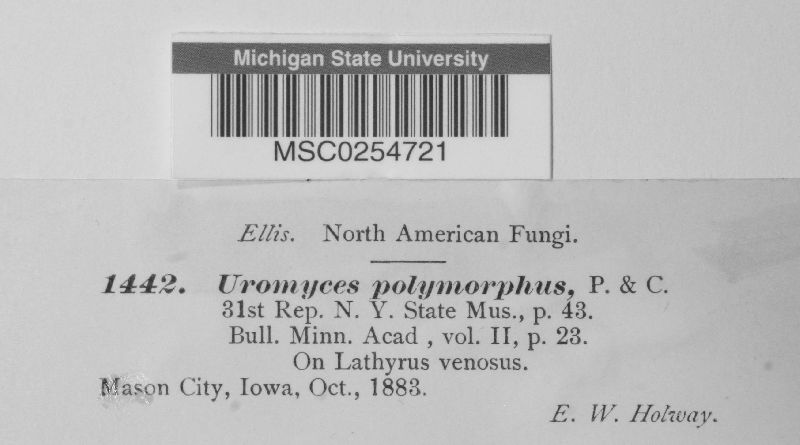 Michigan State University
MSC0254721
Ellis. North American Fungi.
1442. Uromyces polymorphus, P. & C.
31st Rep. N. Y. State Mus., p. 43.
Bull. Minn. Acad , vol. II, p. 23.
On Lathyrus venosus.
Mason City, Iowa, Oct., 1883.
E. W. Holway.